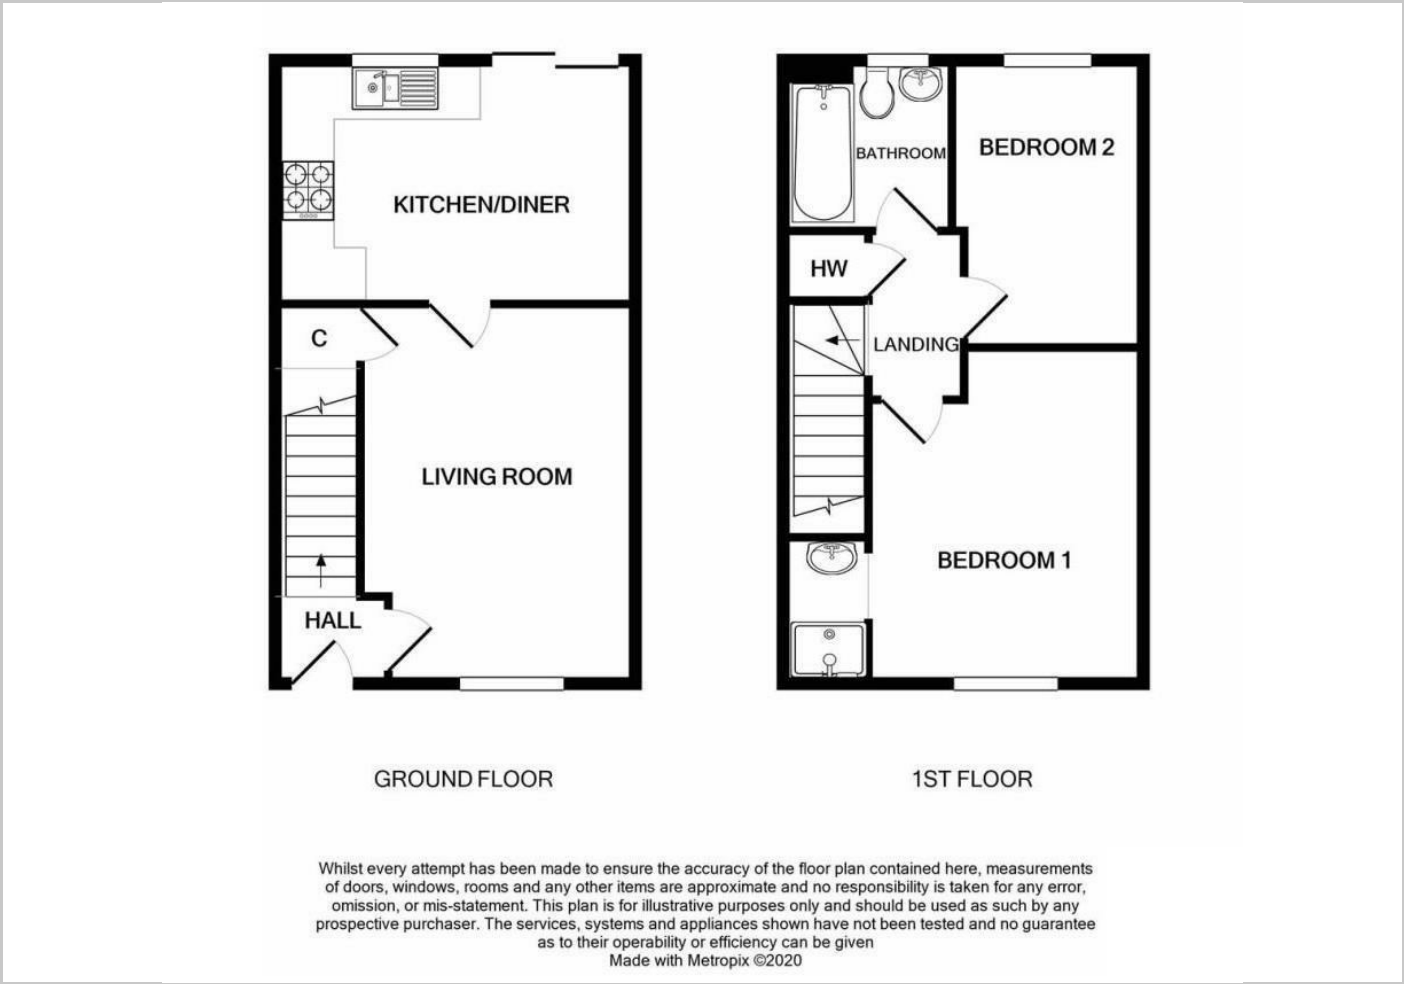 KITCHEN/DINER
C
LIVING ROOM
HALL
BATHROOM
BEDROOM 2
HW
LANDING
BEDROOM 1
GROUND FLOOR
1ST FLOOR
Whilst every attempt has been made to ensure the accuracy of the floor plan contained here, measurements
of doors, windows, rooms and any other items are approximate and no responsibility is taken for any error,
omission, or mis-statement. This plan is for illustrative purposes only and should be used as such by any
prospective purchaser. The services, systems and appliances shown have not been tested and no guarantee
as to their operability or efficiency can be given
Made with Metropix ©2020